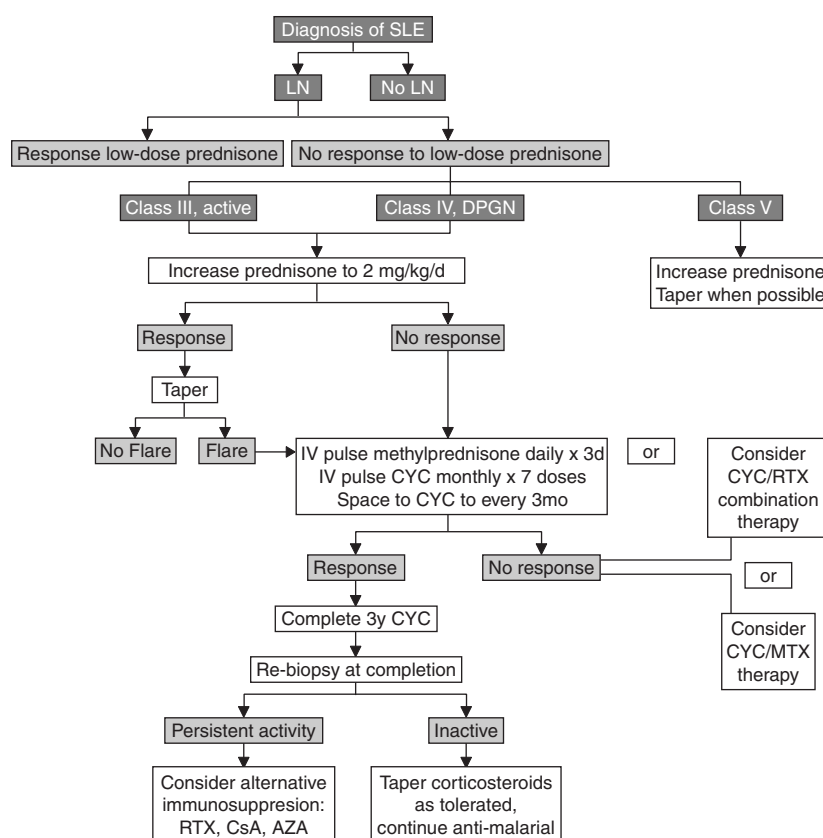 Diagnosis of SLE
LN
No LN
Response low-dose prednisone
No response to low-dose prednisone
Class III, active
Class IV, DPGN
Class V
Increase prednisone to 2 mg/kg/d
Increase prednisone
Taper when possible
Response
No response
Taper
No Flare
Flare
IV pulse methylprednisone daily x 3d
IV pulse CYC monthly x 7 doses
Space to CYC to every 3mo
or
Consider
CYC/RTX
combination
therapy
Response
No response
or
Complete 3y CYC
Consider
CYC/MTX
therapy
Re-biopsy at completion
Persistent activity
Inactive
Consider alternative
immunosuppresion:
RTX, CsA, AZA
Taper corticosteroids
as tolerated,
continue anti-malarial